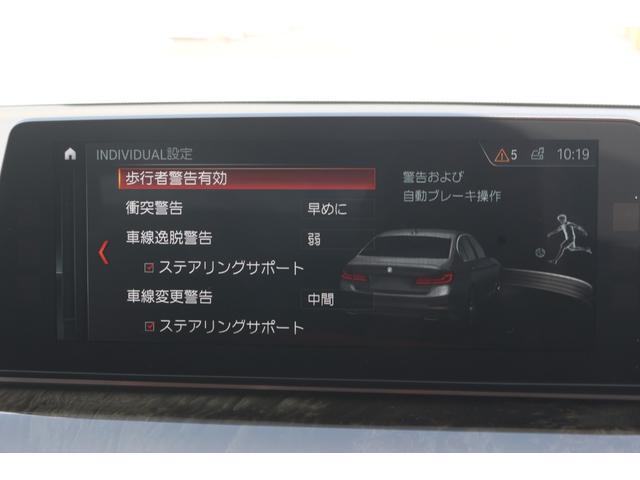 INDIVIDUAL設定
5 10:19
歩行者警告有効
衝突警告 早めに
車線逸脱警告 弱
ステアリングサポート
車線変更警告 中間
ステアリングサポート
警告および
自動ブレーキ操作